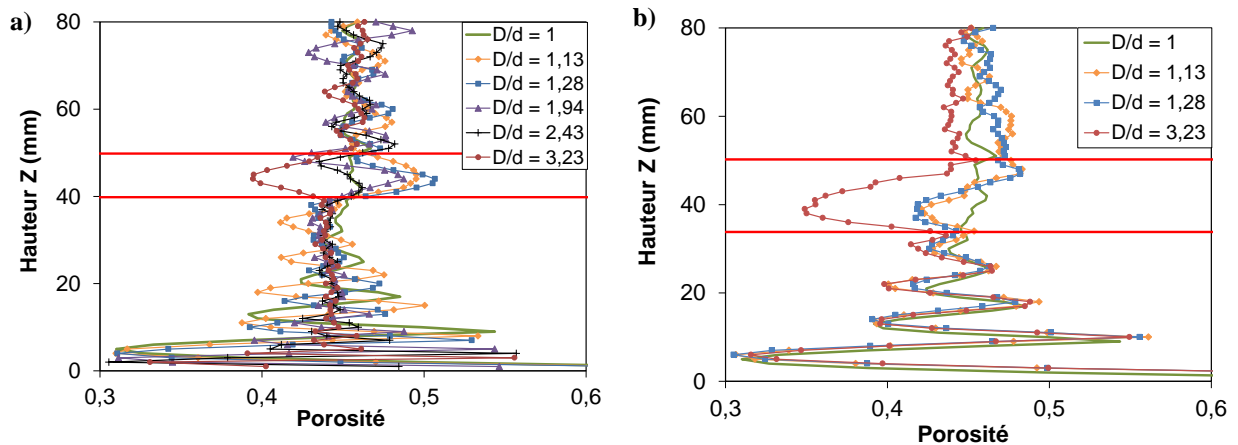 a)
Hauteur Z (mm)
80
60
40
20
0
0,3
0,4
0,5
0,6
Porosité
D/d = 1
D/d = 1,13
D/d = 1,28
D/d = 1,94
D/d = 2,43
D/d = 3,23
b)
Hauteur Z (mm)
80
60
40
20
0
0,3
0,4
0,5
0,6
Porosité
D/d = 1
D/d = 1,13
D/d = 1,28
D/d = 3,23